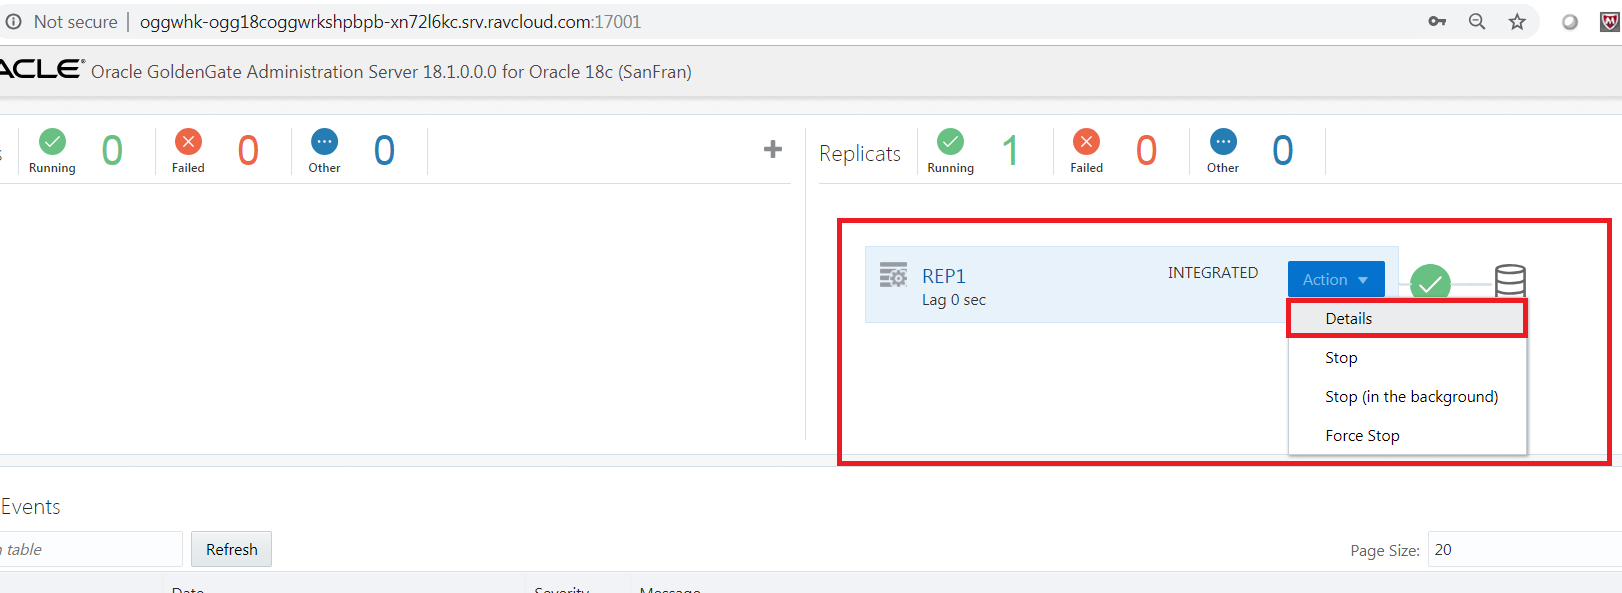 Not secure | oggwhk-ogg18coggwrkshpbpb-xn72l6kc.srv.ravcloud.com:17001
ACLE Oracle GoldenGate Administration Server 18.1.0.0.0 for Oracle 18c (SanFran)
Running 0 Failed 0 Other 0
Replicats Running 1 Failed 0 Other 0
REP1 INTEGRATED Action
Lag 0 sec
Details
Stop
Stop (in the background)
Force Stop
Events
table Refresh Page Size: 20
Date Severity Message